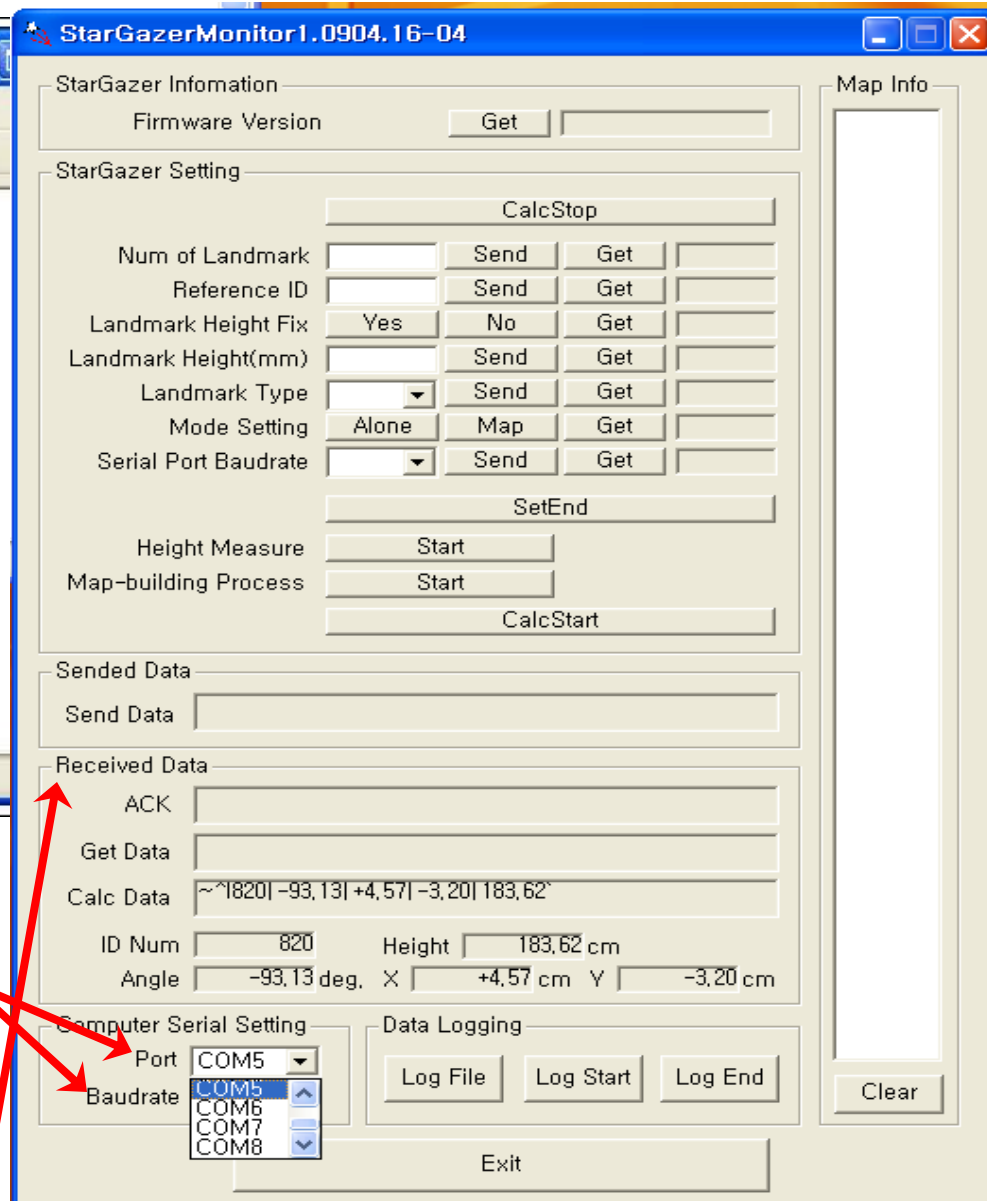 StarGazerMonitor1.0904.16-04
StarGazer Infomation
Firmware Version Get
StarGazer Setting
CalcStop
Num of Landmark Send Get
Reference ID Send Get
Landmark Height Fix Yes No Get
Landmark Height(mm) Send Get
Landmark Type Send Get
Mode Setting Alone Map Get
Serial Port Baudrate Send Get
SetEnd
Height Measure Start
Map-building Process Start
CalcStart
Sended Data
Send Data
Received Data
ACK
Get Data
Calc Data ~^I820| -93,13| +4,57| -3,20| 183,62`
ID Num 820 Height 183,62 cm
Angle -93,13 deg, X +4,57 cm Y -3,20 cm
Computer Serial Setting
Port COM5
Baudrate
COM5
COM6
COM7
COM8
Data Logging
Log File Log Start Log End
Exit
Map Info
Clear